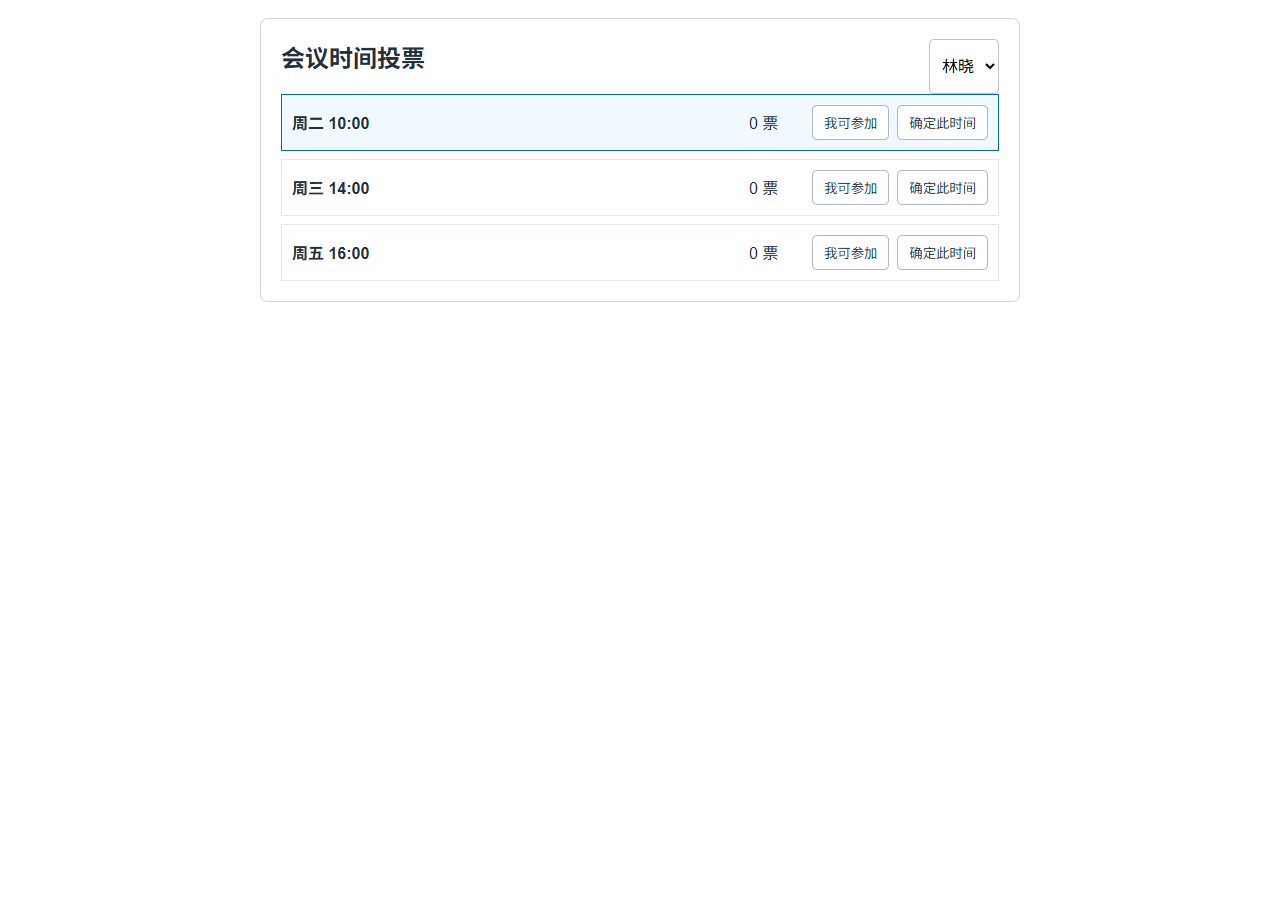 会议时间投票
林晓
周二 10:00 0 票 我可参加 确定此时间
周三 14:00 0 票 我可参加 确定此时间
周五 16:00 0 票 我可参加 确定此时间